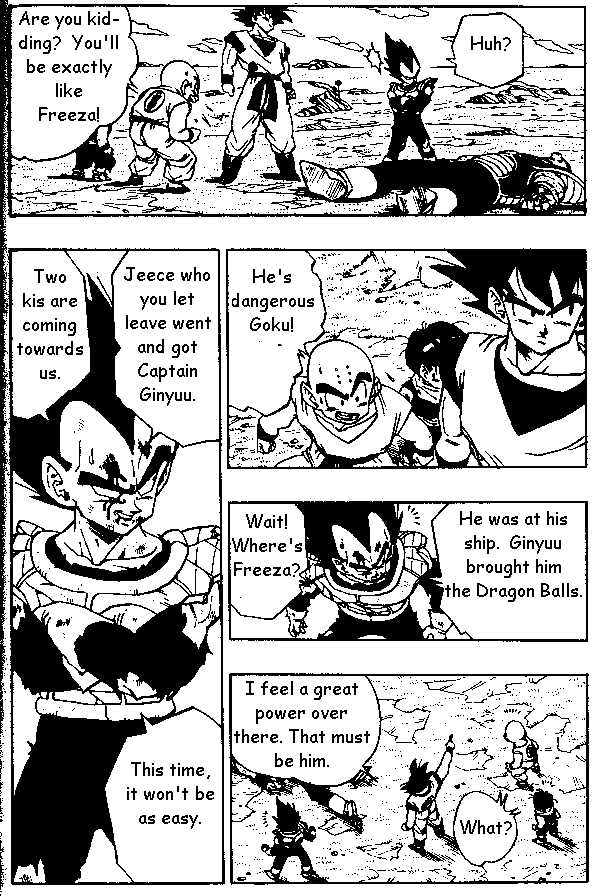 Huh?
Are you kid-
ding? You'll
be exactly
like
Freeza!
He's
dangerous
Goku!
He was at his
ship. Ginyuu
brought him
the Dragon Balls.
Wait!
Where's
Freeza?
I feel a great
power over
there. That must
be him.
What?
Jeece who
you let
leave went
and got
Captain
Ginyuu.
Two
kis are
coming
towards
us.
This time,
it won't be
as easy.